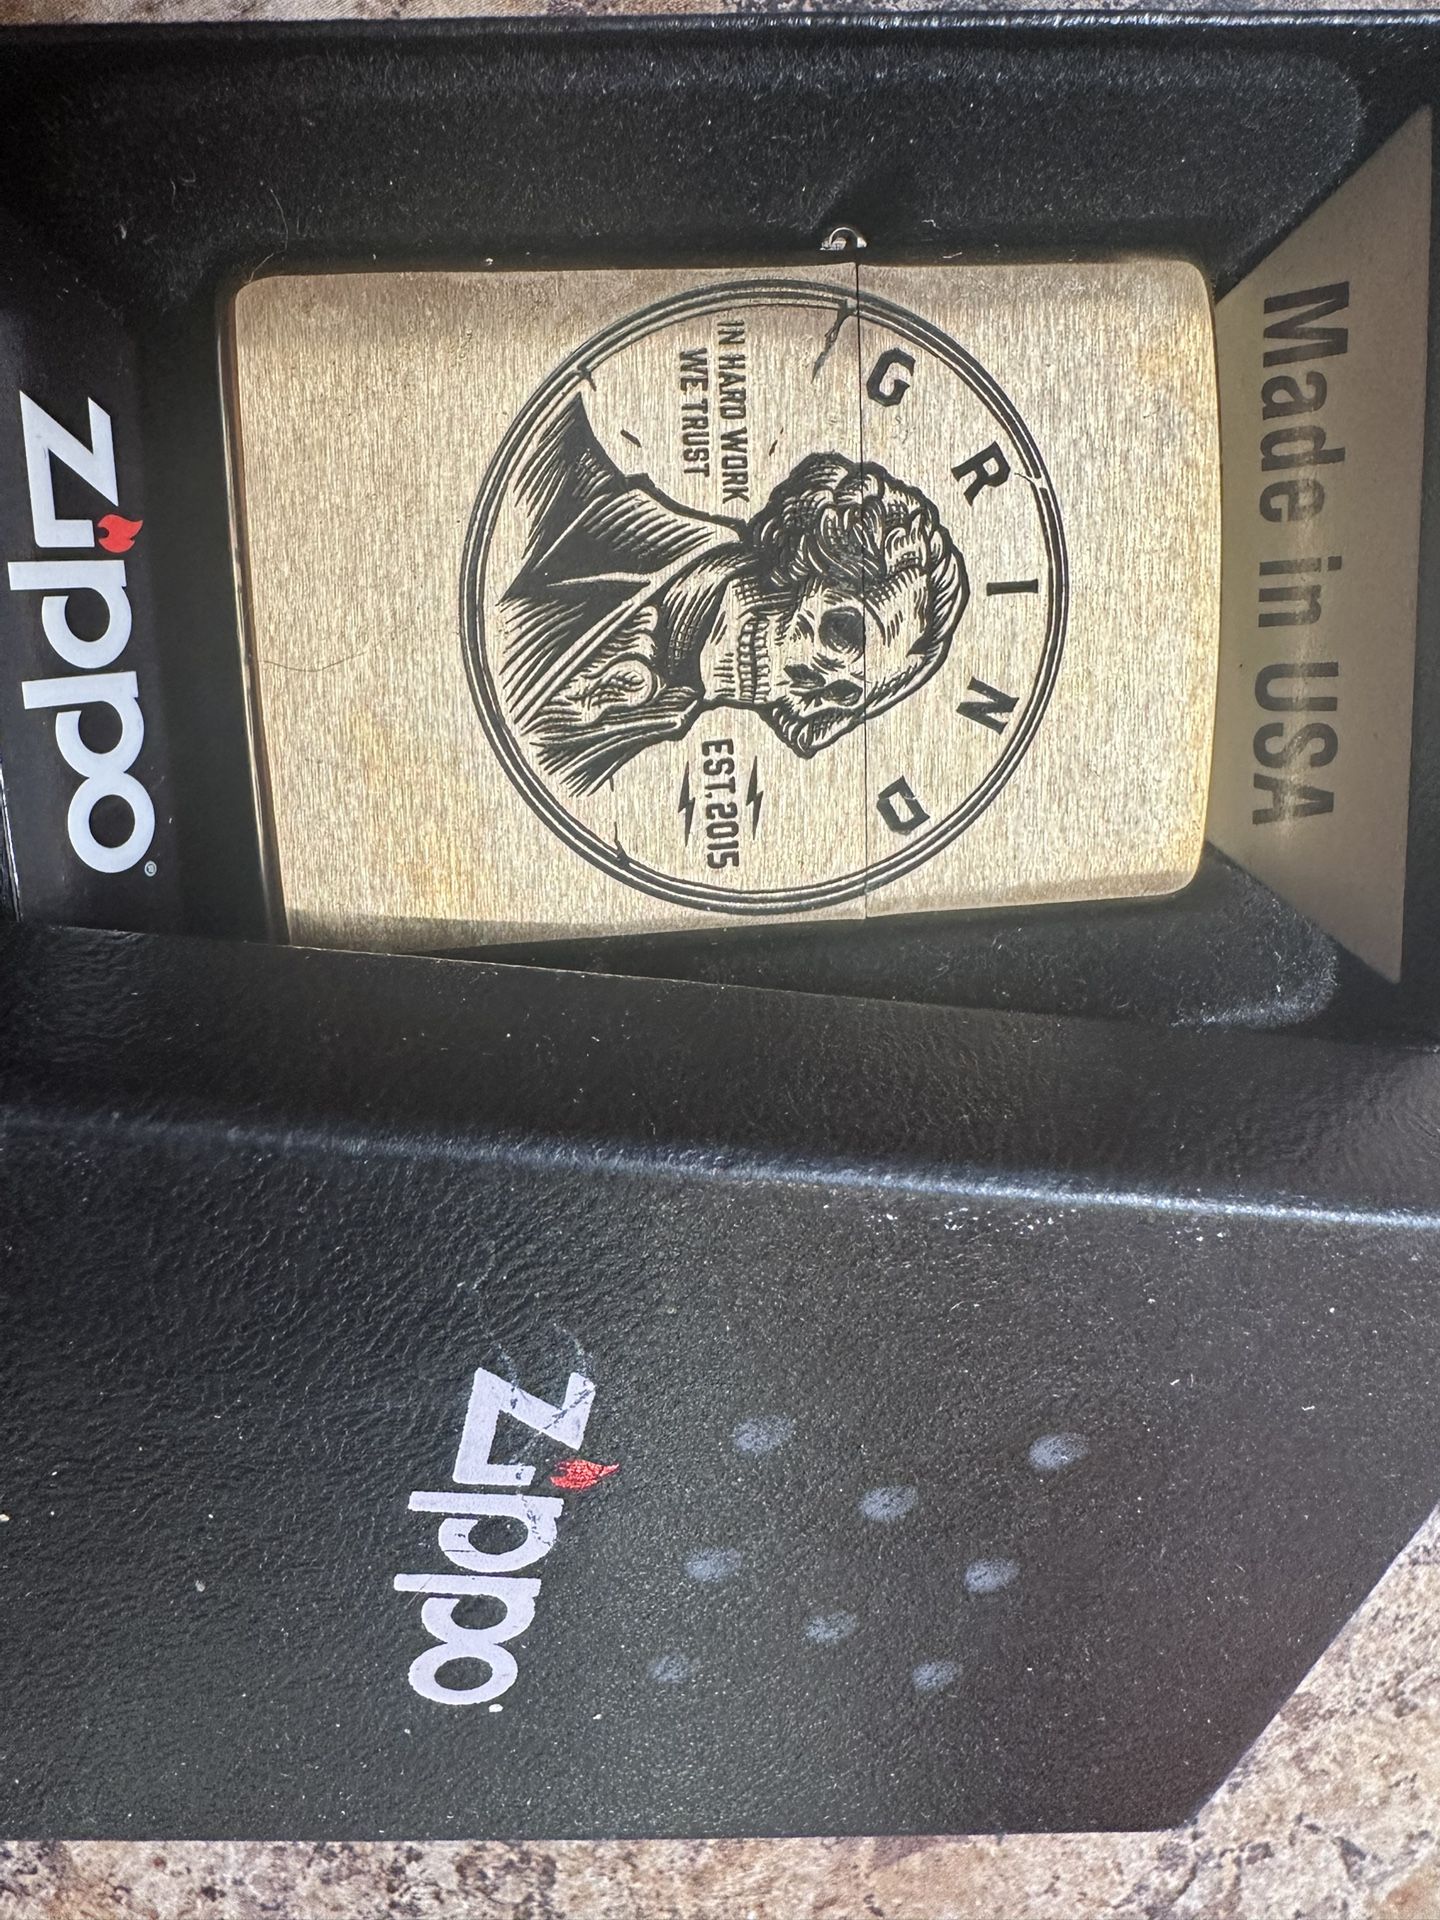 zippo
GRIND
IN HARD WORK
WE TRUST
EST. 2015
Made in USA
zippo